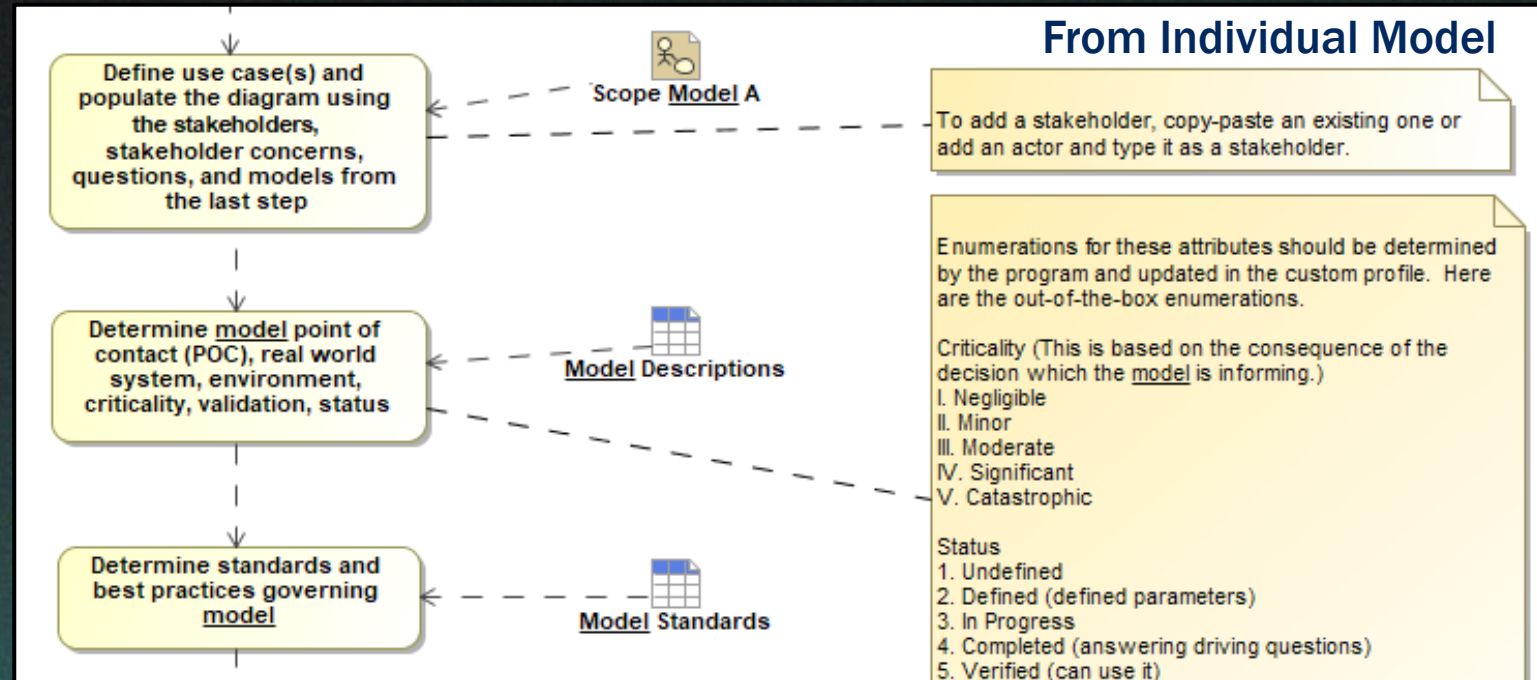 From Individual Model
Define use case(s) and
populate the diagram using
the stakeholders,
stakeholder concerns,
questions, and models from
the last step
Scope Model A
To add a stakeholder, copy-paste an existing one or
add an actor and type it as a stakeholder.
Determine model point of
contact (POC), real world
system, environment,
criticality, validation, status
Model Descriptions
Enumerations for these attributes should be determined
by the program and updated in the custom profile.  Here
are the out-of-the-box enumerations.
Criticality (This is based on the consequence of the
decision which the model is informing.)
I. Negligible
II. Minor
III. Moderate
IV. Significant
V. Catastrophic
Status
1. Undefined
2. Defined (defined parameters)
3. In Progress
4. Completed (answering driving questions)
5. Verified (can use it)
Determine standards and
best practices governing
model
Model Standards